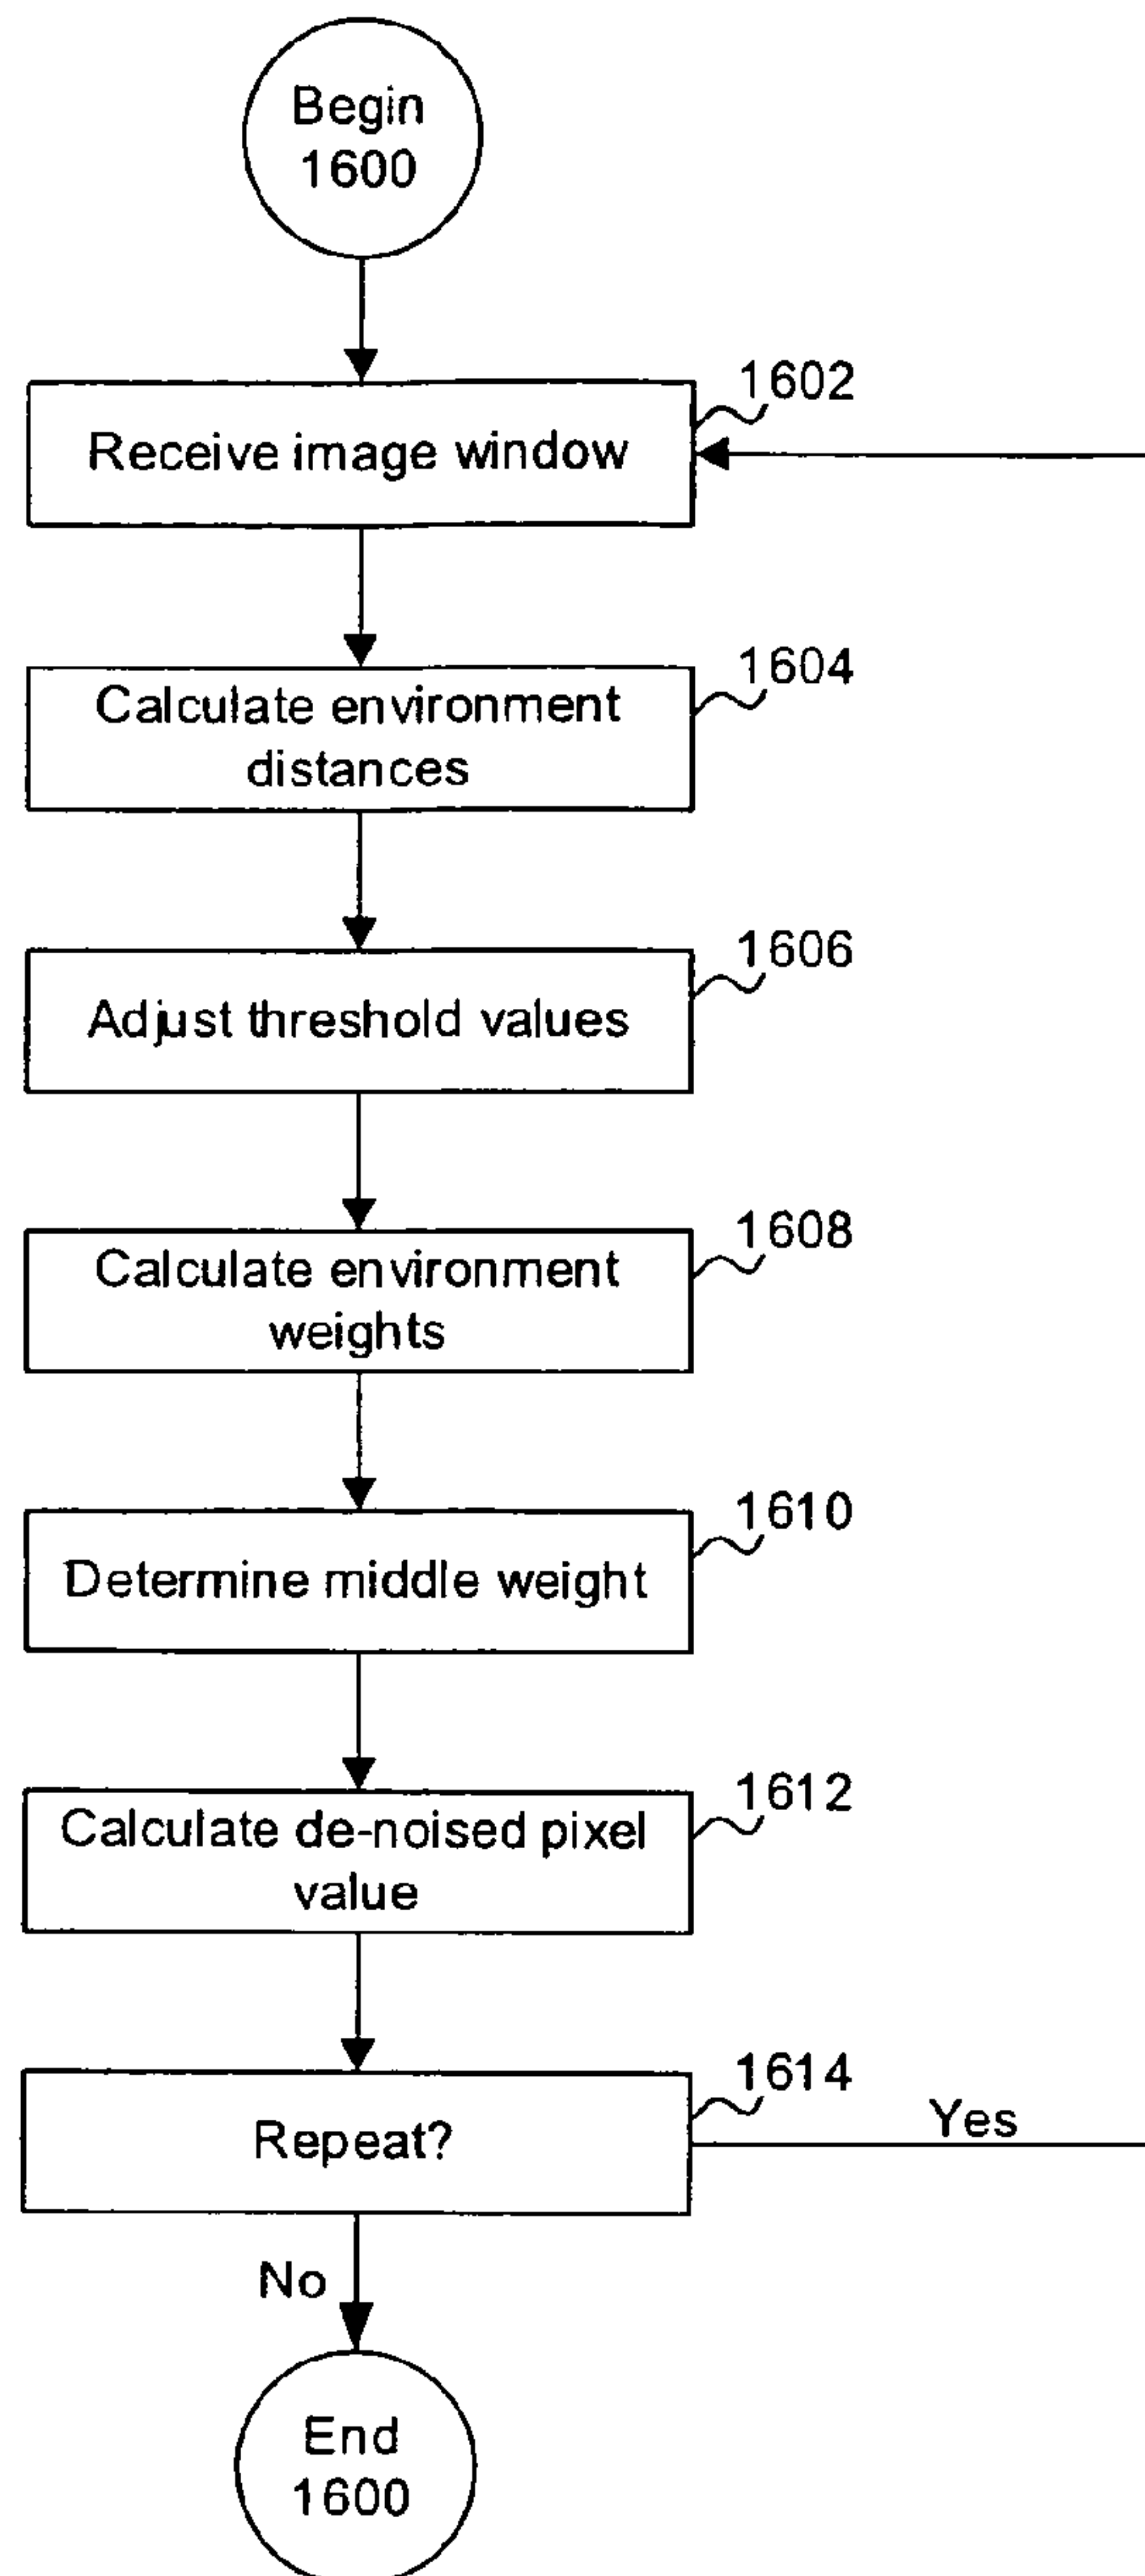 Begin
1600
1602
Receive image window
1604
Calculate environment
distances
1606
Adjust threshold values
1608
Calculate environment
weights
1610
Determine middle weight
1612
Calculate de-noised pixel
value
1614
Repeat?
Yes
No
End
1600